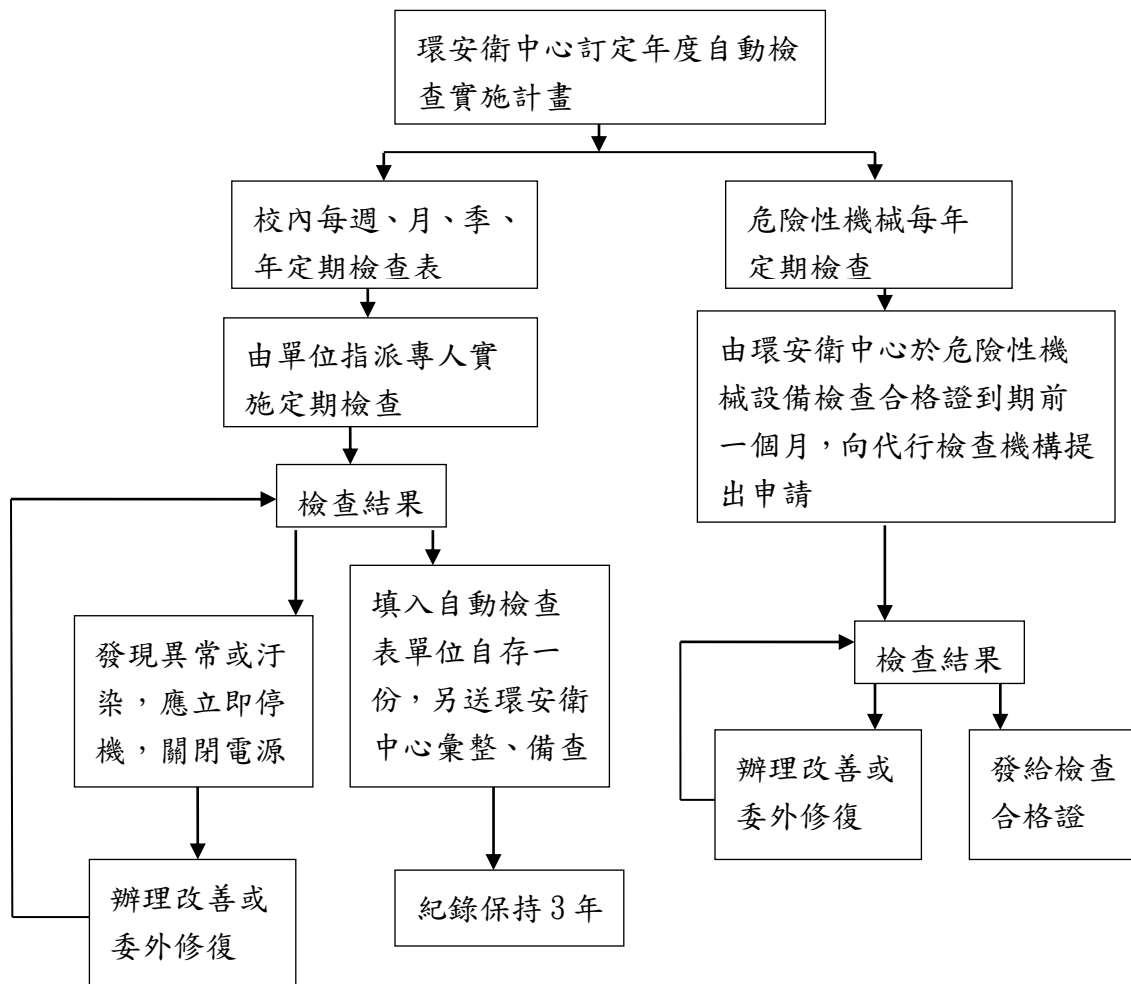 環安衛中心訂定年度自動檢
查實施計畫
校內每週、月、季、
年定期檢查表
危險性機械每年
定期檢查
由單位指派專人實
施定期檢查
由環安衛中心於危險性機
械設備檢查合格證到期前
一個月，向代行檢查機構提
出申請
檢查結果
發現異常或汙
染，應立即停
機，關閉電源
填入自動檢查
表單位自存一
份，另送環安衛
中心彙整、備查
檢查結果
辦理改善或
委外修復
發給檢查
合格證
辦理改善或
委外修復
紀錄保持 3 年